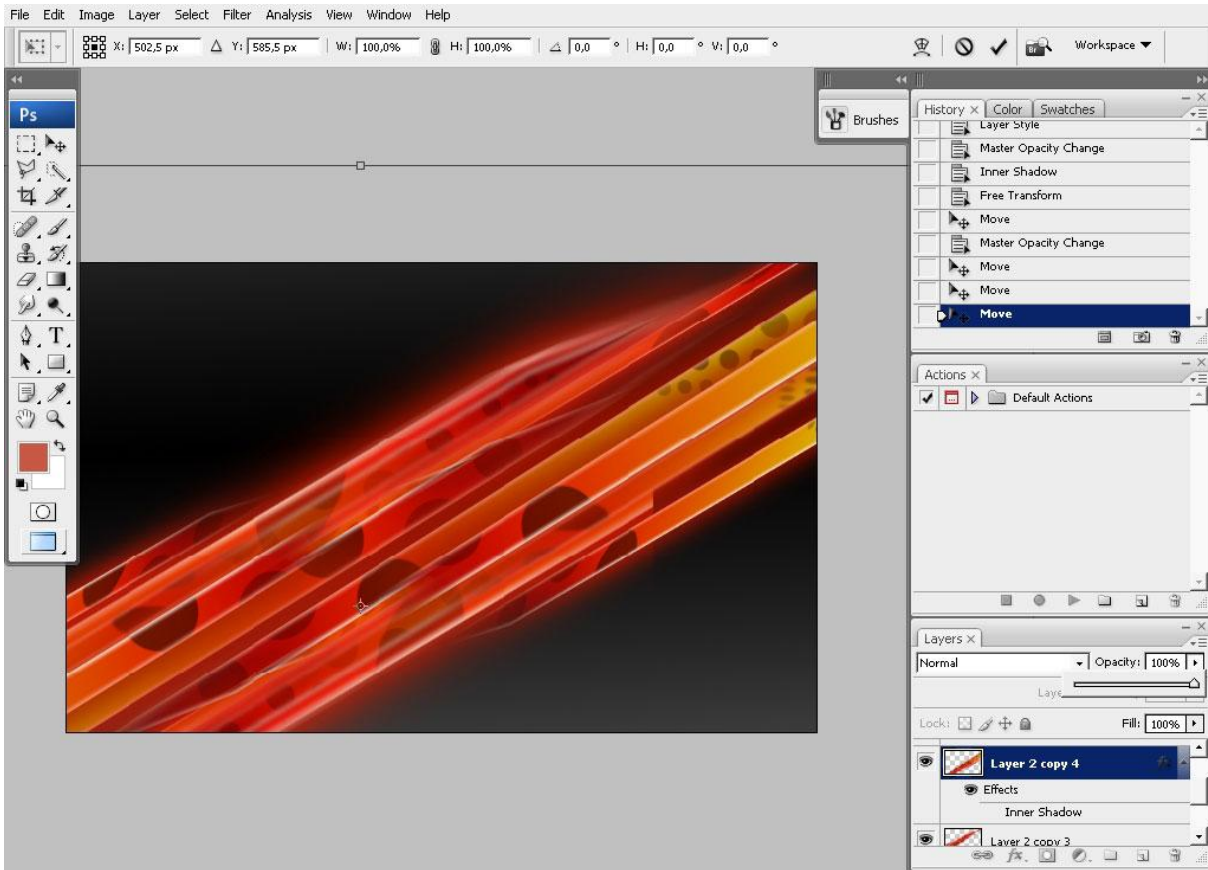 File Edit Image Layer Select Filter Analysis View Window Help
X: 502,5 px Y: 585,5 px W: 100,0% H: 100,0% 0,0 ° H: 0,0 ° V: 0,0 ° Br Workspace
Ps
T
Brushes
History × Color Swatches
Layer Style
Master Opacity Change
Inner Shadow
Free Transform
Move
Master Opacity Change
Move
Move
Move
Actions ×
Default Actions
Layers ×
Normal Opacity: 100%
Lock: Fill: 100%
Layer 2 copy 4 fx
Effects
Inner Shadow
Layer 2 copy 3
fx.